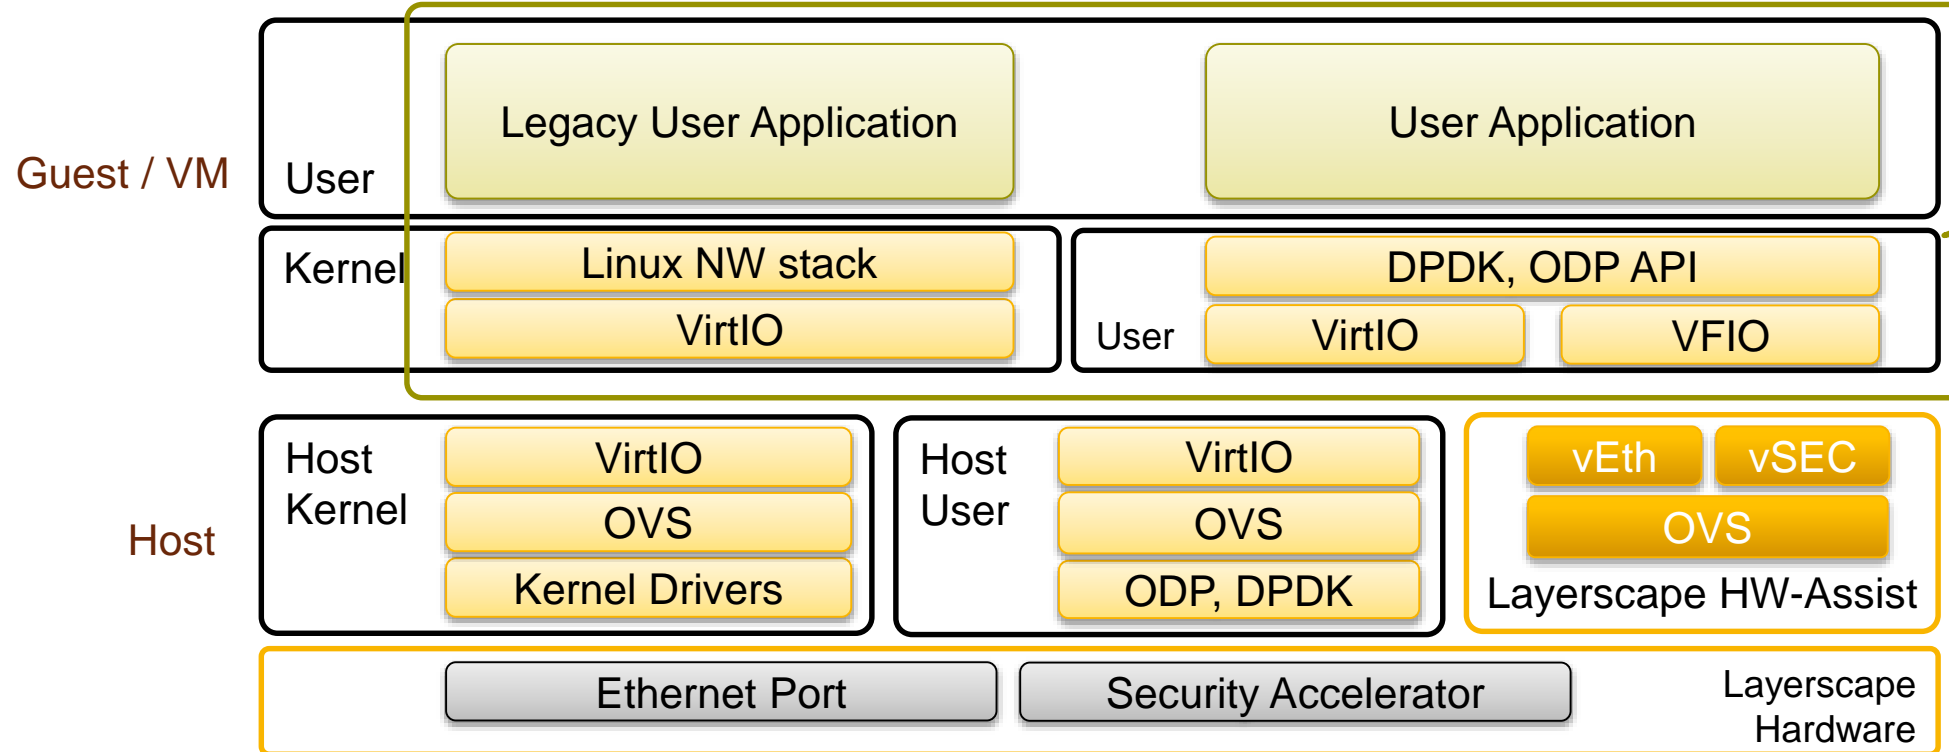 Guest / VM
User
Legacy User Application
User Application
Kernel
Linux NW stack
VirtIO
User
DPDK, ODP API
VirtIO
VFIO
Host
Host
Kernel
VirtIO
OVS
Kernel Drivers
Host
User
VirtIO
OVS
ODP, DPDK
vEth
vSEC
OVS
Layerscape HW-Assist
Ethernet Port
Security Accelerator
Layerscape
Hardware